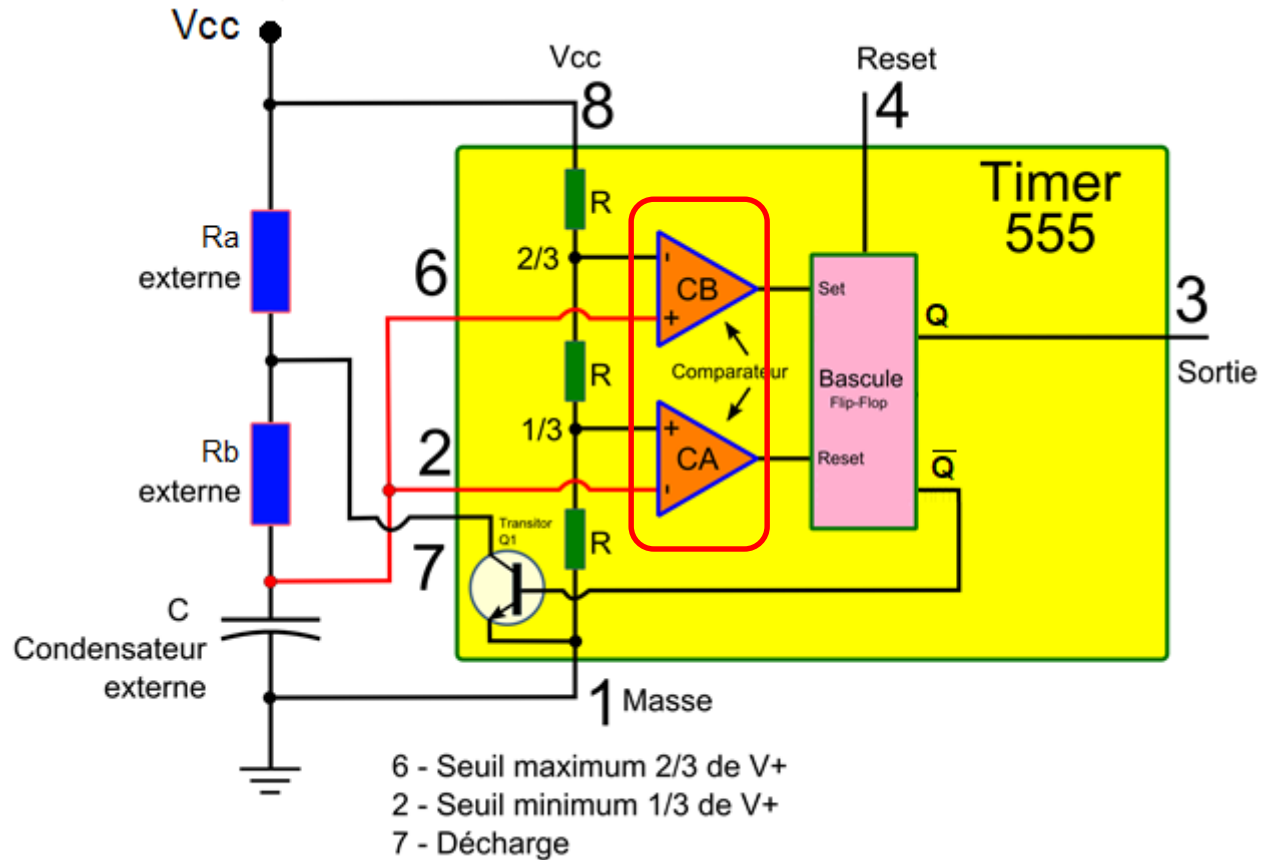 Vcc
Vcc
8
Reset
4
Timer
555
R
2/3
6
Ra
externe
-
CB
+
Set
Q
3
Sortie
Comparateur
R
Bascule
Flip-Flop
1/3
2
Rb
externe
+
CA
-
Reset
Q̅
7
Transitor
Q1
R
C
Condensateur
externe
1 Masse
6 - Seuil maximum 2/3 de V+
2 - Seuil minimum 1/3 de V+
7 - Décharge